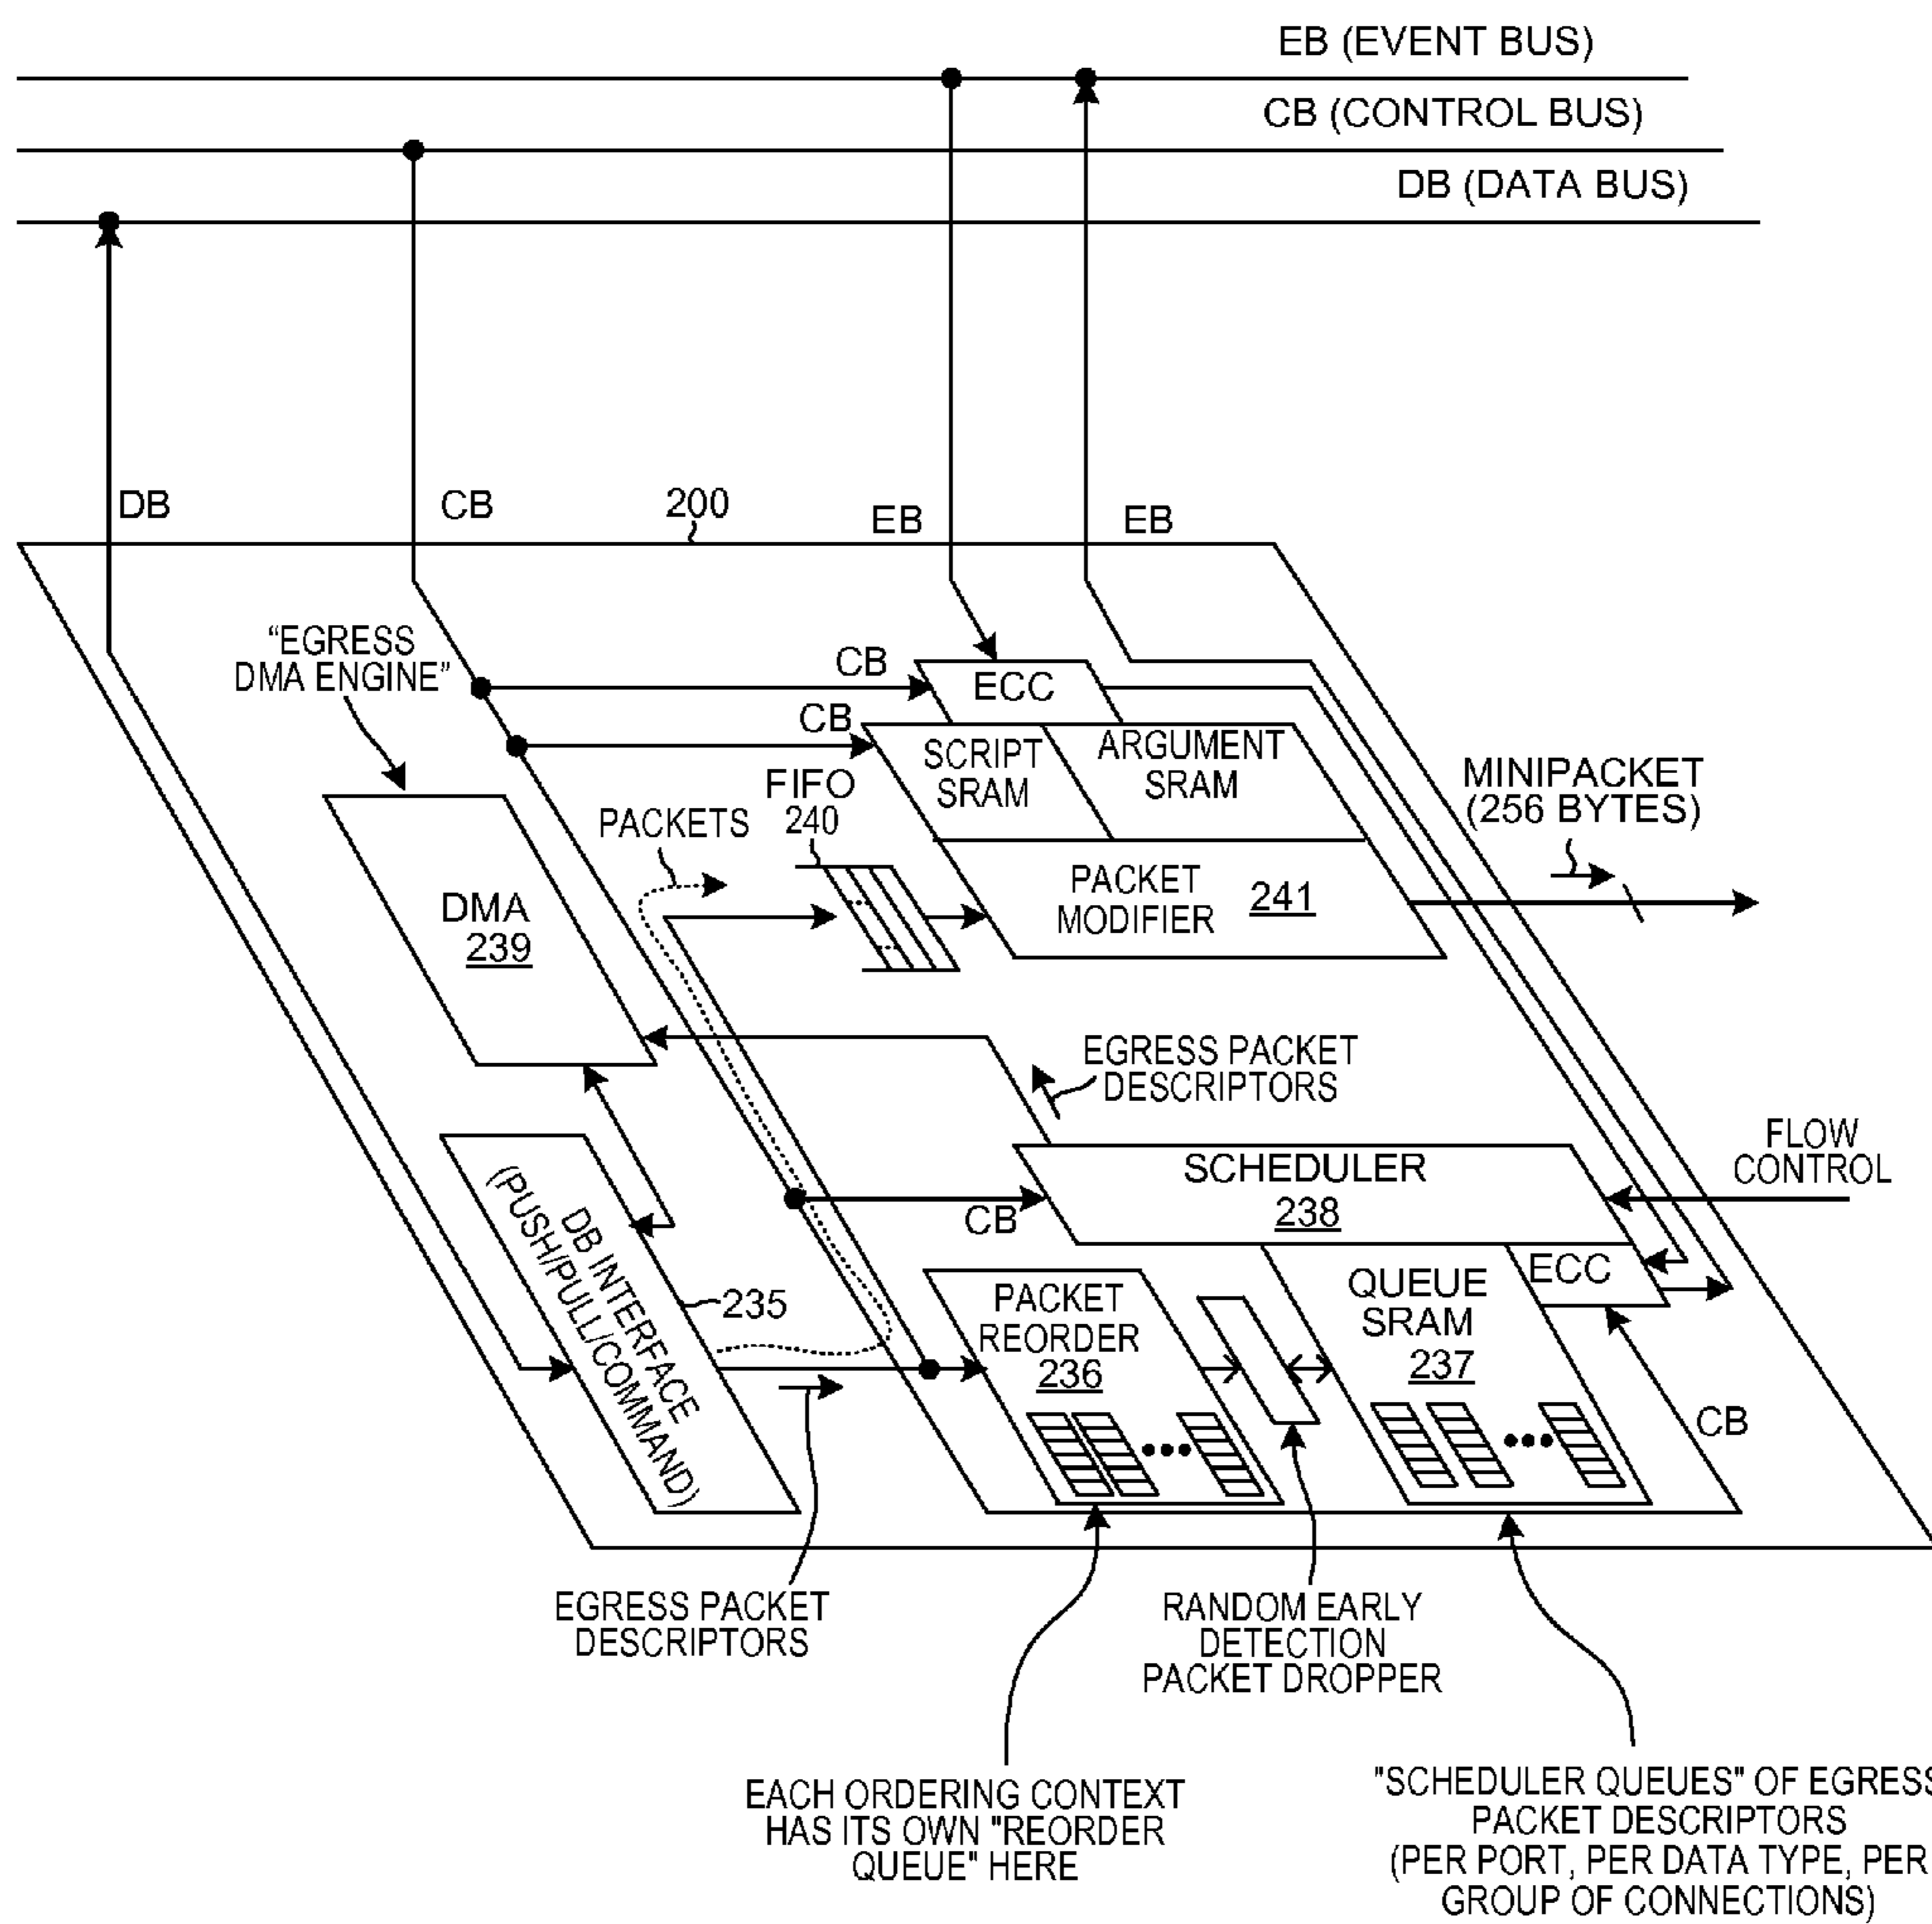 EB (EVENT BUS)
CB (CONTROL BUS)
DB (DATA BUS)
DB
CB
200
EB
EB
“EGRESS
DMA ENGINE”
CB
ECC
CB
SCRIPT
SRAM
ARGUMENT
SRAM
MINIPACKET
(256 BYTES)
FIFO
240
PACKETS
PACKET
MODIFIER
241
DMA
239
EGRESS PACKET
DESCRIPTORS
FLOW
CONTROL
SCHEDULER
238
CB
DB INTERFACE
(PUSH/PULL/COMMAND)
235
PACKET
REORDER
236
QUEUE
SRAM
237
ECC
CB
EGRESS PACKET
DESCRIPTORS
RANDOM EARLY
DETECTION
PACKET DROPPER
EACH ORDERING CONTEXT
HAS ITS OWN "REORDER
QUEUE" HERE
"SCHEDULER QUEUES" OF EGRESS
PACKET DESCRIPTORS
(PER PORT, PER DATA TYPE, PER
GROUP OF CONNECTIONS)